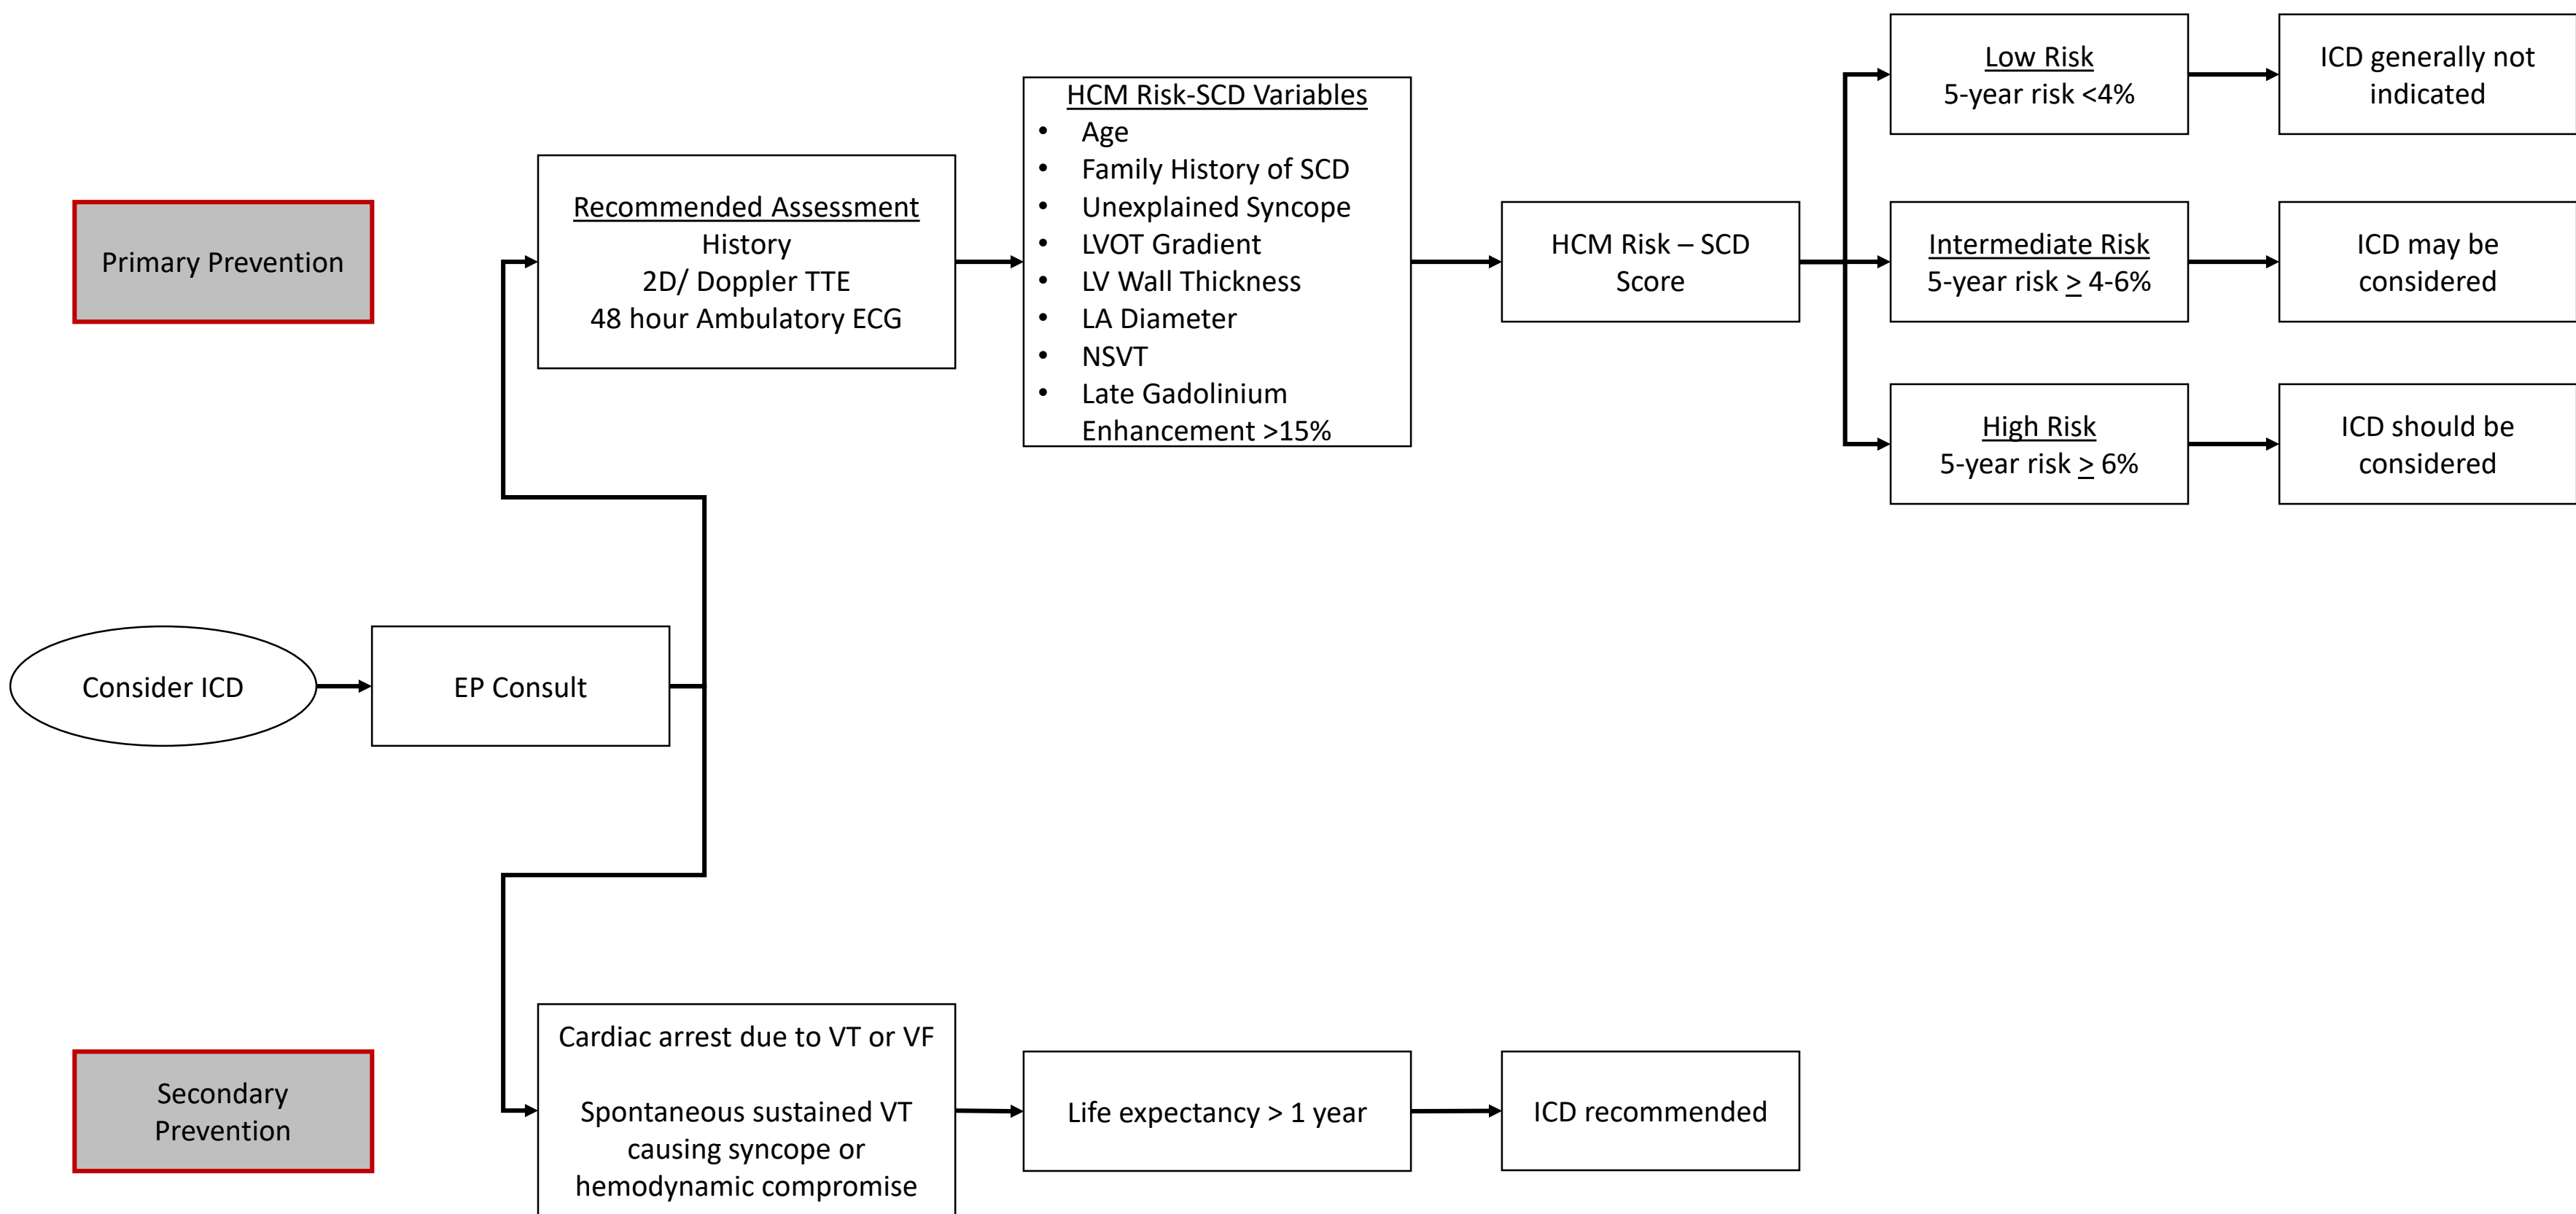 Primary Prevention
Recommended Assessment
History
2D/ Doppler TTE
48 hour Ambulatory ECG
HCM Risk-SCD Variables
• Age
• Family History of SCD
• Unexplained Syncope
• LVOT Gradient
• LV Wall Thickness
• LA Diameter
• NSVT
• Late Gadolinium
Enhancement >15%
HCM Risk – SCD
Score
Low Risk
5-year risk <4%
ICD generally not
indicated
Intermediate Risk
5-year risk ≥ 4-6%
ICD may be
considered
High Risk
5-year risk ≥ 6%
ICD should be
considered
Consider ICD
EP Consult
Secondary
Prevention
Cardiac arrest due to VT or VF
Spontaneous sustained VT
causing syncope or
hemodynamic compromise
Life expectancy > 1 year
ICD recommended